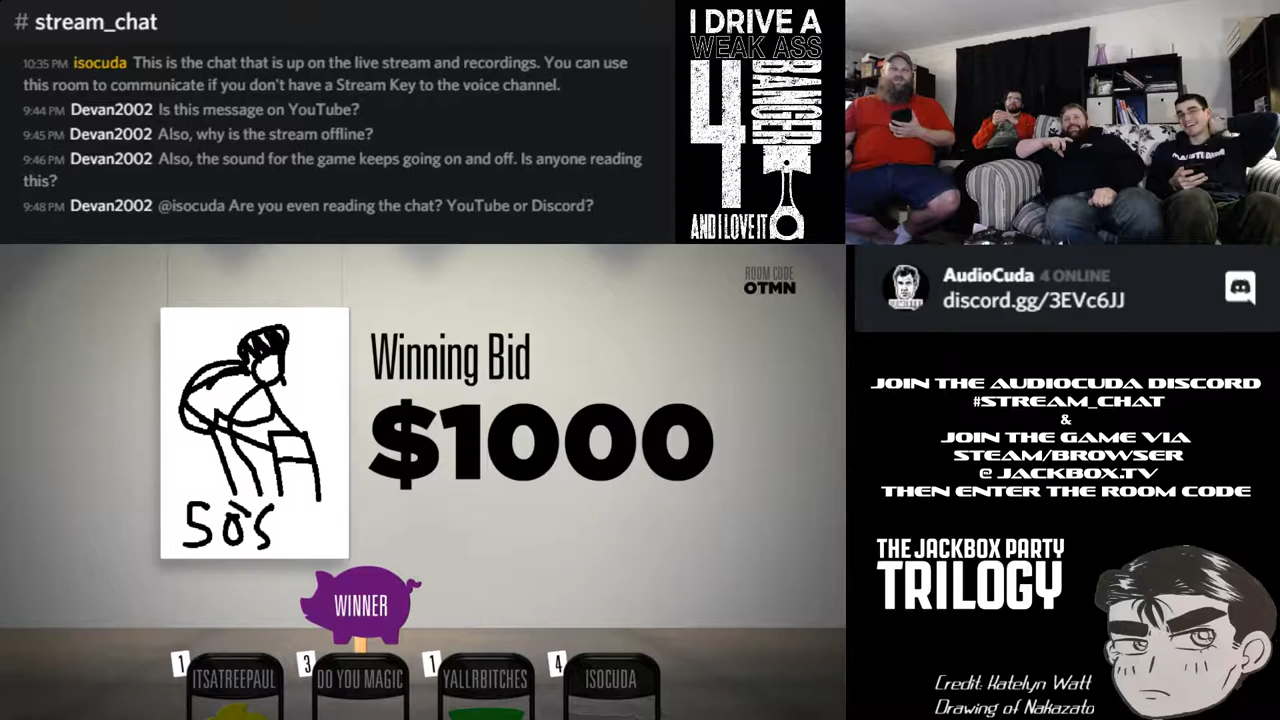 # stream_chat
10:35 PM isocuda This is the chat that is up on the live stream and recordings. You can use
this room to communicate if you don't have a Stream Key to the voice channel.
9:44 PM Devan2002 Is this message on YouTube?
9:45 PM Devan2002 Also, why is the stream offline?
9:46 PM Devan2002 Also, the sound for the game keeps going on and off. Is anyone reading
this?
9:48 PM Devan2002 @isocuda Are you even reading the chat? YouTube or Discord?
I DRIVE A
WEAK ASS
4
RANGER
AND I LOVE IT
ROOM CODE
OTMN
Winning Bid
$1000
50's
WINNER
1
ITSATREEPAUL
3
DO YOU MAGIC
1
YALLRBITCHES
4
ISOCUDA
AudioCuda 4 ONLINE
discord.gg/3EVc6JJ
JOIN THE AUDIOCUDA DISCORD
#STREAM_CHAT
&
JOIN THE GAME VIA
STEAM/BROWSER
@ JACKBOX.TV
THEN ENTER THE ROOM CODE
THE JACKBOX PARTY
TRILOGY
Credit: Katelyn Watt
Drawing of Nakazato